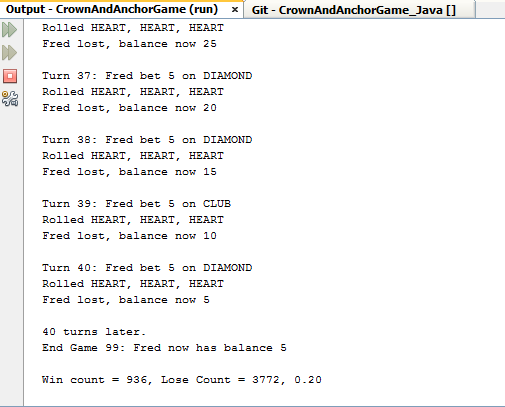 Output - CrownAndAnchorGame (run) × Git - CrownAndAnchorGame_Java []
Rolled HEART, HEART, HEART
Fred lost, balance now 25
Turn 37: Fred bet 5 on DIAMOND
Rolled HEART, HEART, HEART
Fred lost, balance now 20
Turn 38: Fred bet 5 on DIAMOND
Rolled HEART, HEART, HEART
Fred lost, balance now 15
Turn 39: Fred bet 5 on CLUB
Rolled HEART, HEART, HEART
Fred lost, balance now 10
Turn 40: Fred bet 5 on DIAMOND
Rolled HEART, HEART, HEART
Fred lost, balance now 5
40 turns later.
End Game 99: Fred now has balance 5
Win count = 936, Lose Count = 3772, 0.20